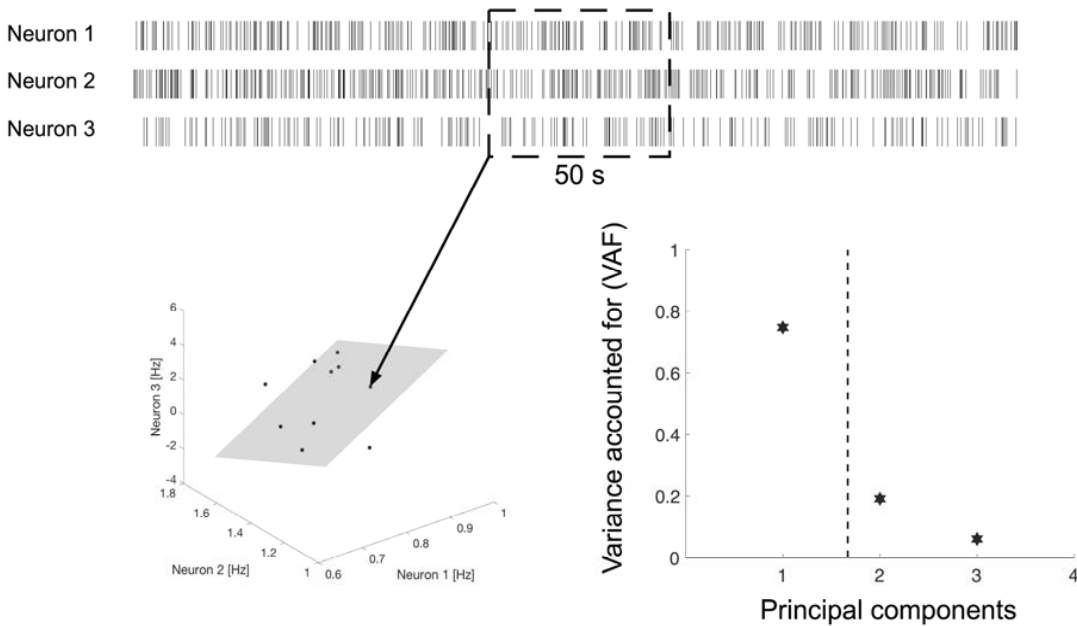 Neuron 1
Neuron 2
Neuron 3
50 s
6
4
2
0
-2
-4
Neuron 3 [Hz]
1.8
1.6
1.4
1.2
1
Neuron 2 [Hz]
0.6
0.7
0.8
0.9
1
Neuron 1 [Hz]
Variance accounted for (VAF)
1
0.8
0.6
0.4
0.2
0
1 2 3 4
Principal components